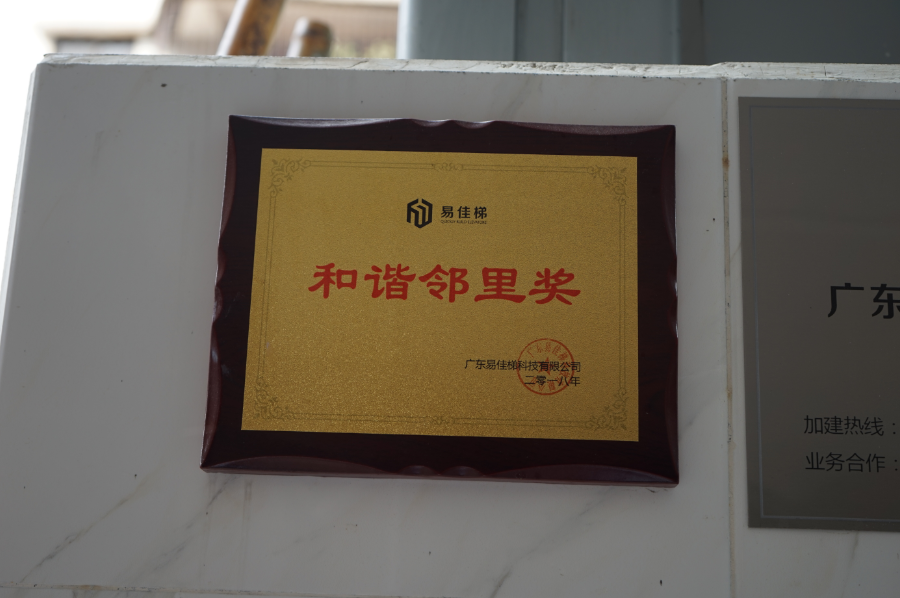 易佳梯
和谐邻里奖
广东易佳梯科技有限公司
二零一八年
广东
加建热线：
业务合作：